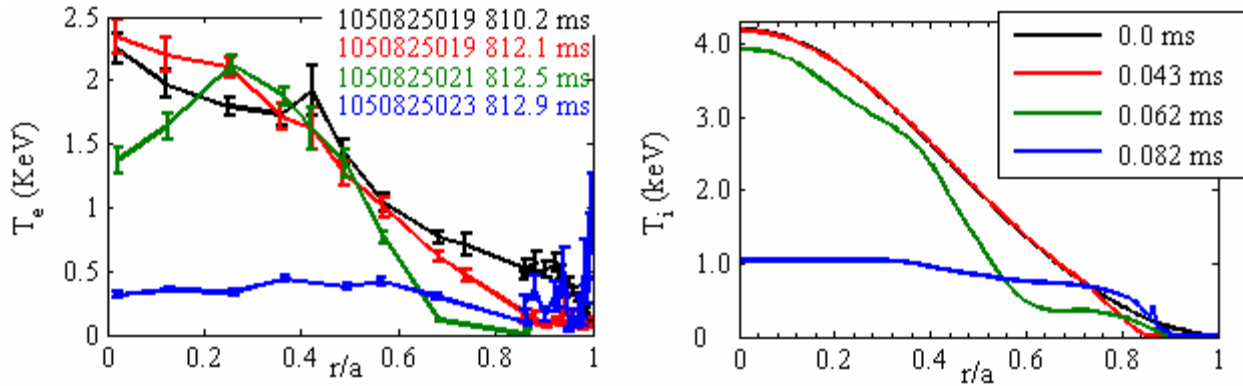 2.5
2
1.5
1
0.5
0
T_e (KeV)
1050825019 810.2 ms
1050825019 812.1 ms
1050825021 812.5 ms
1050825023 812.9 ms
0 0.2 0.4 0.6 0.8 1
r/a
4.0
3.0
2.0
1.0
0
T_i (keV)
0.0 ms
0.043 ms
0.062 ms
0.082 ms
0 0.2 0.4 0.6 0.8 1
r/a